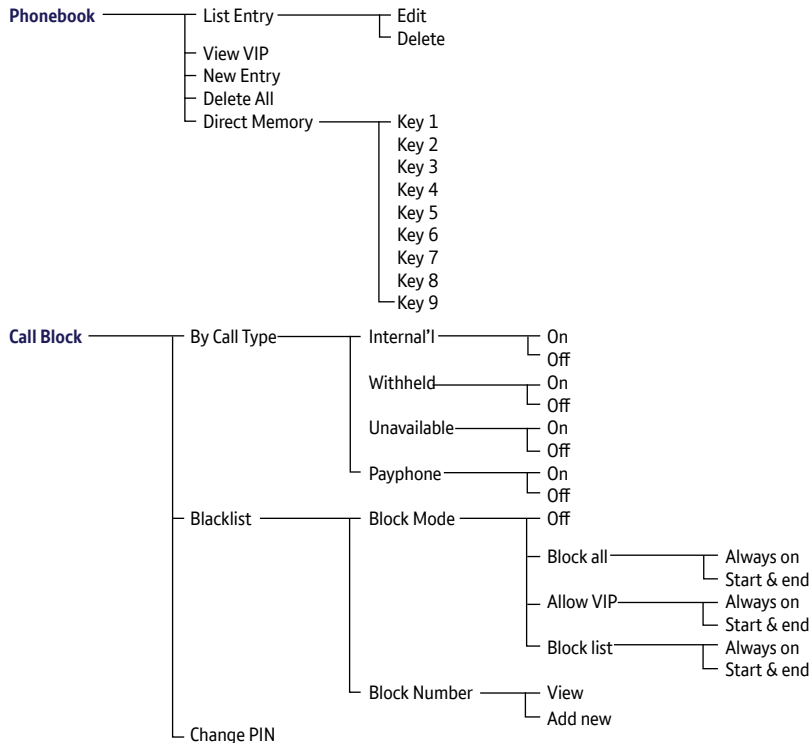 Phonebook List Entry Edit
Delete
View VIP
New Entry
Delete All
Direct Memory Key 1
Key 2
Key 3
Key 4
Key 5
Key 6
Key 7
Key 8
Key 9
Call Block By Call Type Internal'l On
Off
Withheld On
Off
Unavailable On
Off
Payphone On
Off
Blacklist Block Mode Off
Block all Always on
Start & end
Allow VIP Always on
Start & end
Block list Always on
Start & end
Block Number View
Add new
Change PIN